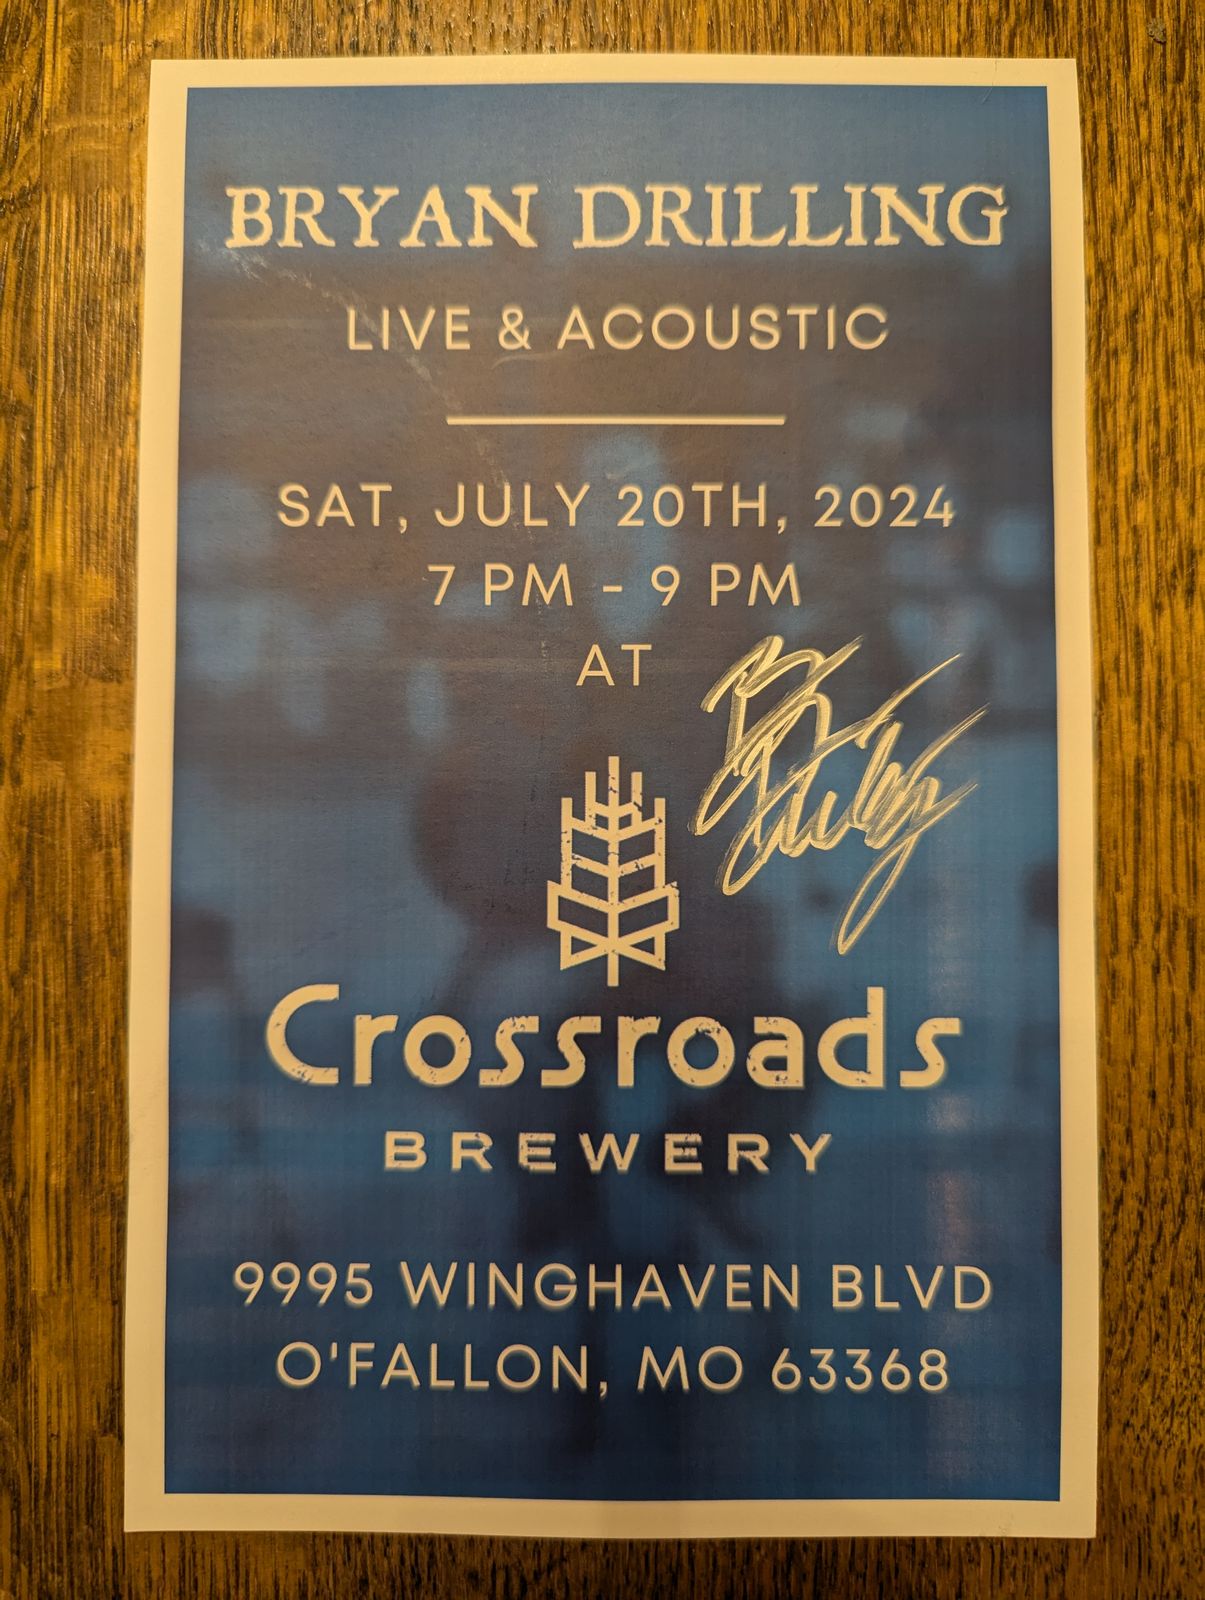 BRYAN DRILLING
LIVE & ACOUSTIC
SAT, JULY 20TH, 2024
7 PM - 9 PM
AT
Crossroads
BREWERY
9995 WINGHAVEN BLVD
O'FALLON, MO 63368